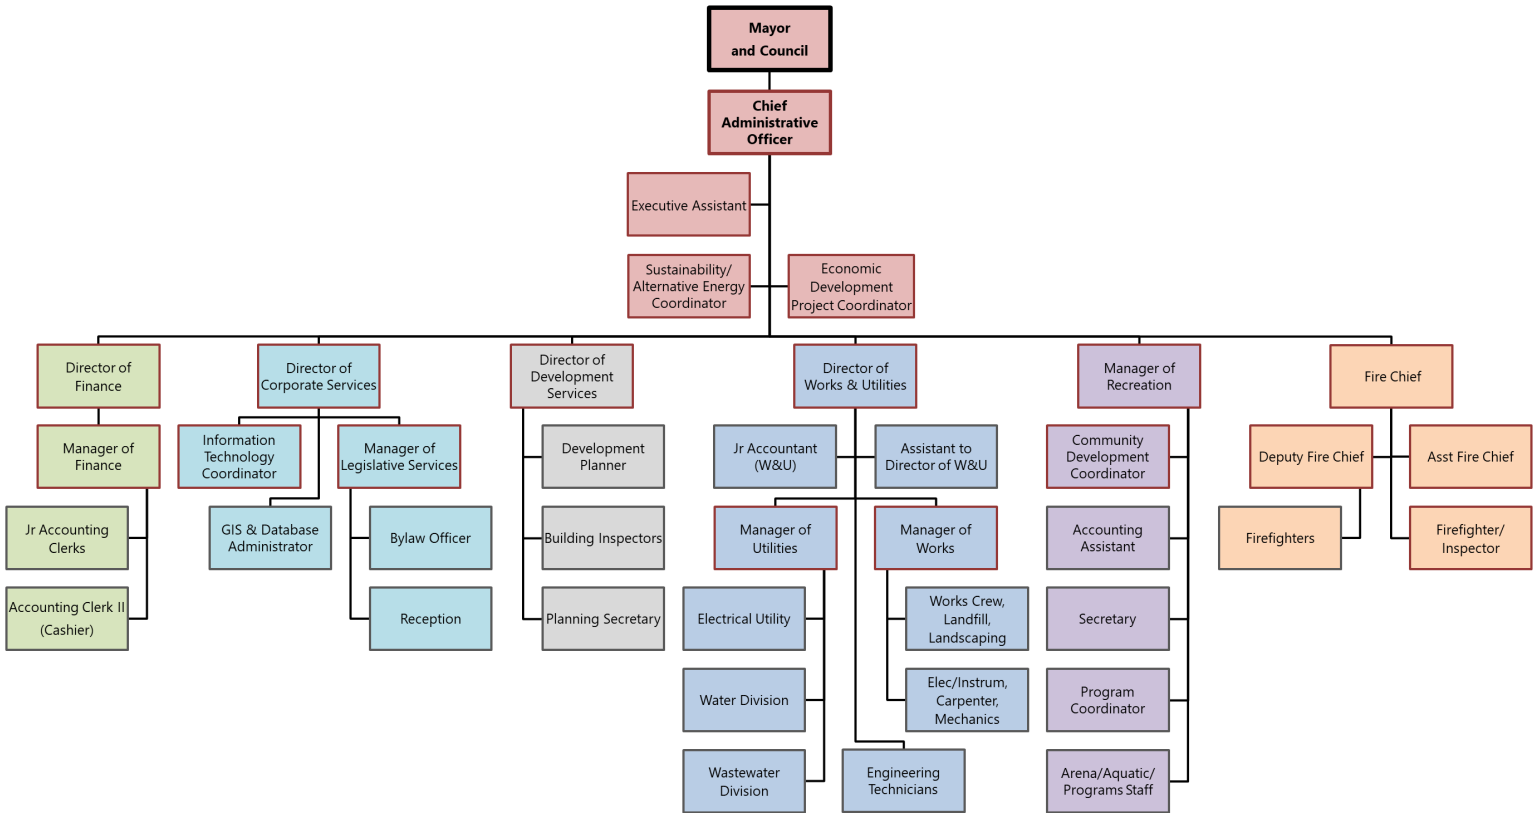 Mayor
and Council
Chief
Administrative
Officer
Executive Assistant
Sustainability/
Alternative Energy
Coordinator
Economic
Development
Project Coordinator
Director of
Finance
Director of
Corporate Services
Director of
Development
Services
Director of
Works & Utilities
Manager of
Recreation
Fire Chief
Manager of
Finance
Information
Technology
Coordinator
Manager of
Legislative Services
Development
Planner
Jr Accountant
(W&U)
Assistant to
Director of W&U
Community
Development
Coordinator
Deputy Fire Chief
Asst Fire Chief
Jr Accounting
Clerks
GIS & Database
Administrator
Bylaw Officer
Building Inspectors
Manager of
Utilities
Manager of
Works
Accounting
Assistant
Firefighters
Firefighter/
Inspector
Accounting Clerk II
(Cashier)
Reception
Planning Secretary
Electrical Utility
Works Crew,
Landfill,
Landscaping
Secretary
Water Division
Elec/Instrum,
Carpenter,
Mechanics
Program
Coordinator
Wastewater
Division
Engineering
Technicians
Arena/Aquatic/
Programs Staff